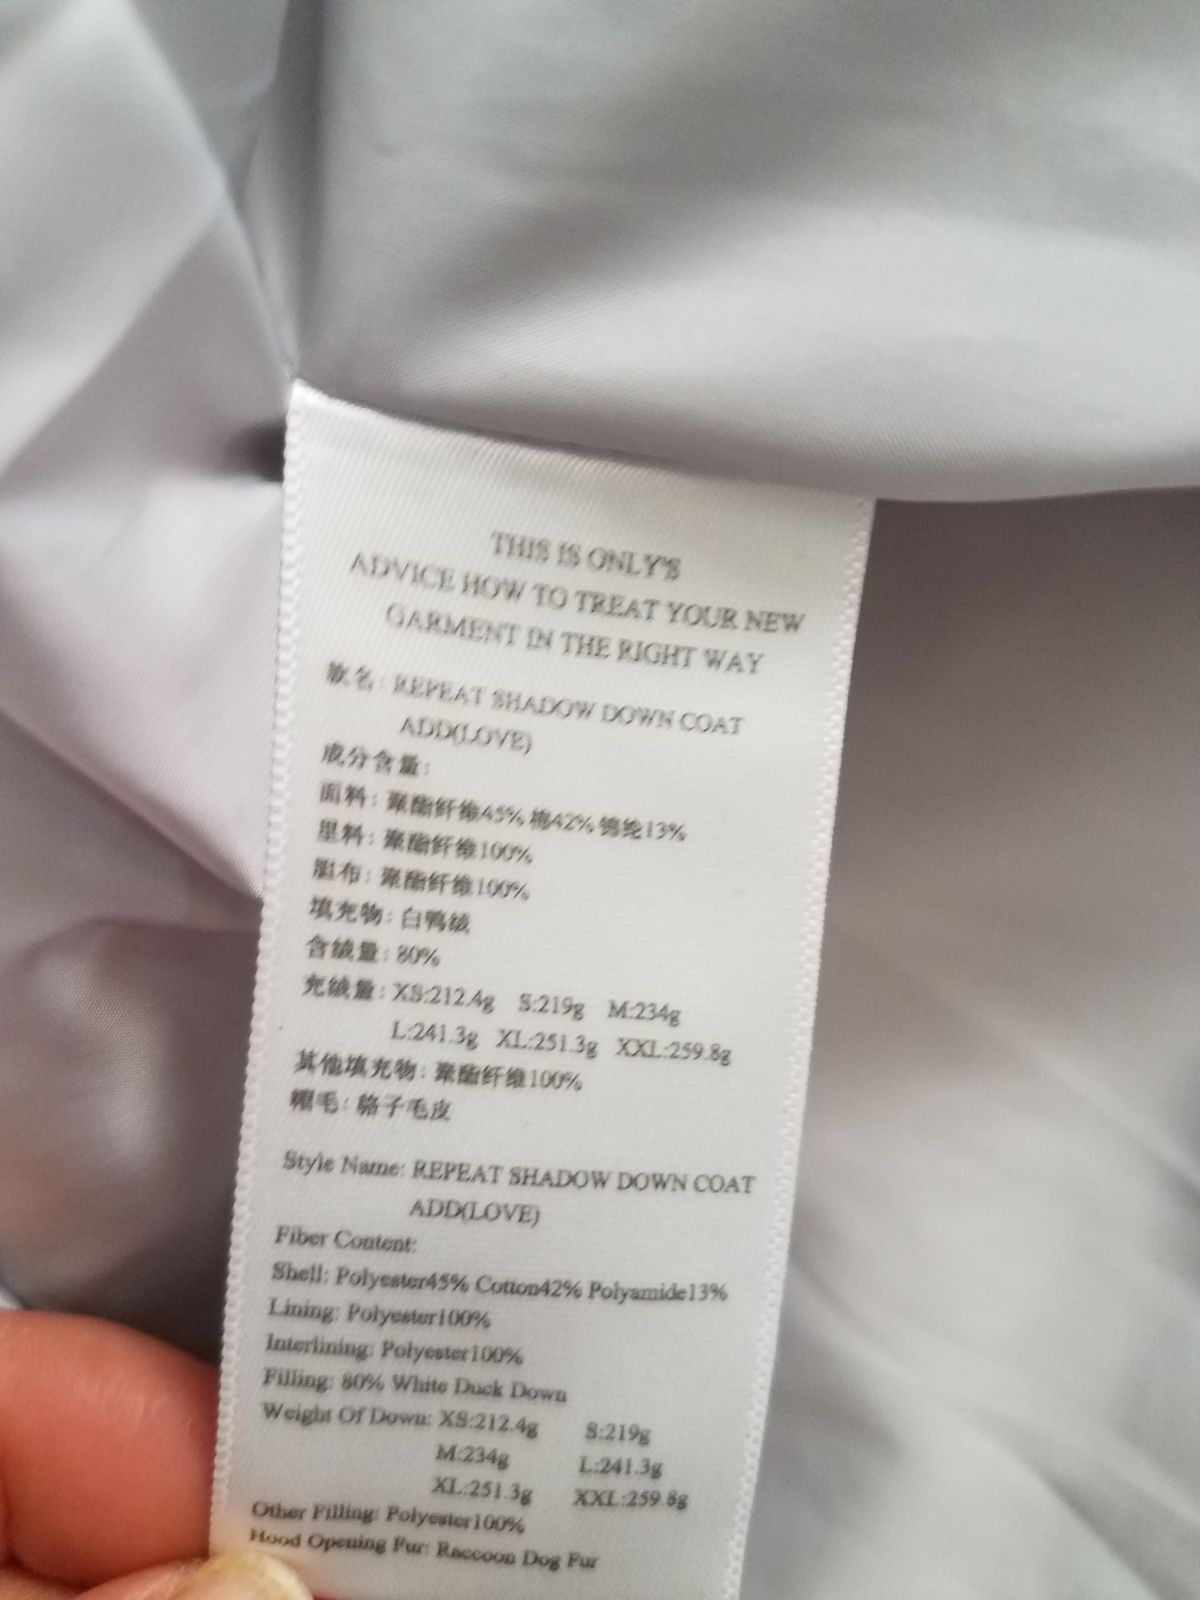 THIS IS ONLY'S
ADVICE HOW TO TREAT YOUR NEW
GARMENT IN THE RIGHT WAY
款名: REPEAT SHADOW DOWN COAT
ADD(LOVE)
成分含量:
面料: 聚酯纤维45% 棉42% 锦纶13%
里料: 聚酯纤维100%
胆布: 聚酯纤维100%
填充物: 白鸭绒
含绒量: 80%
充绒量: XS:212.4g S:219g M:234g
L:241.3g XL:251.3g XXL:259.8g
其他填充物: 聚酯纤维100%
帽毛: 貉子毛皮
Style Name: REPEAT SHADOW DOWN COAT
ADD(LOVE)
Fiber Content:
Shell: Polyester45% Cotton42% Polyamide13%
Lining: Polyester100%
Interlining: Polyester100%
Filling: 80% White Duck Down
Weight Of Down: XS:212.4g S:219g
M:234g L:241.3g
XL:251.3g XXL:259.8g
Other Filling: Polyester100%
Hood Opening Fur: Raccoon Dog Fur